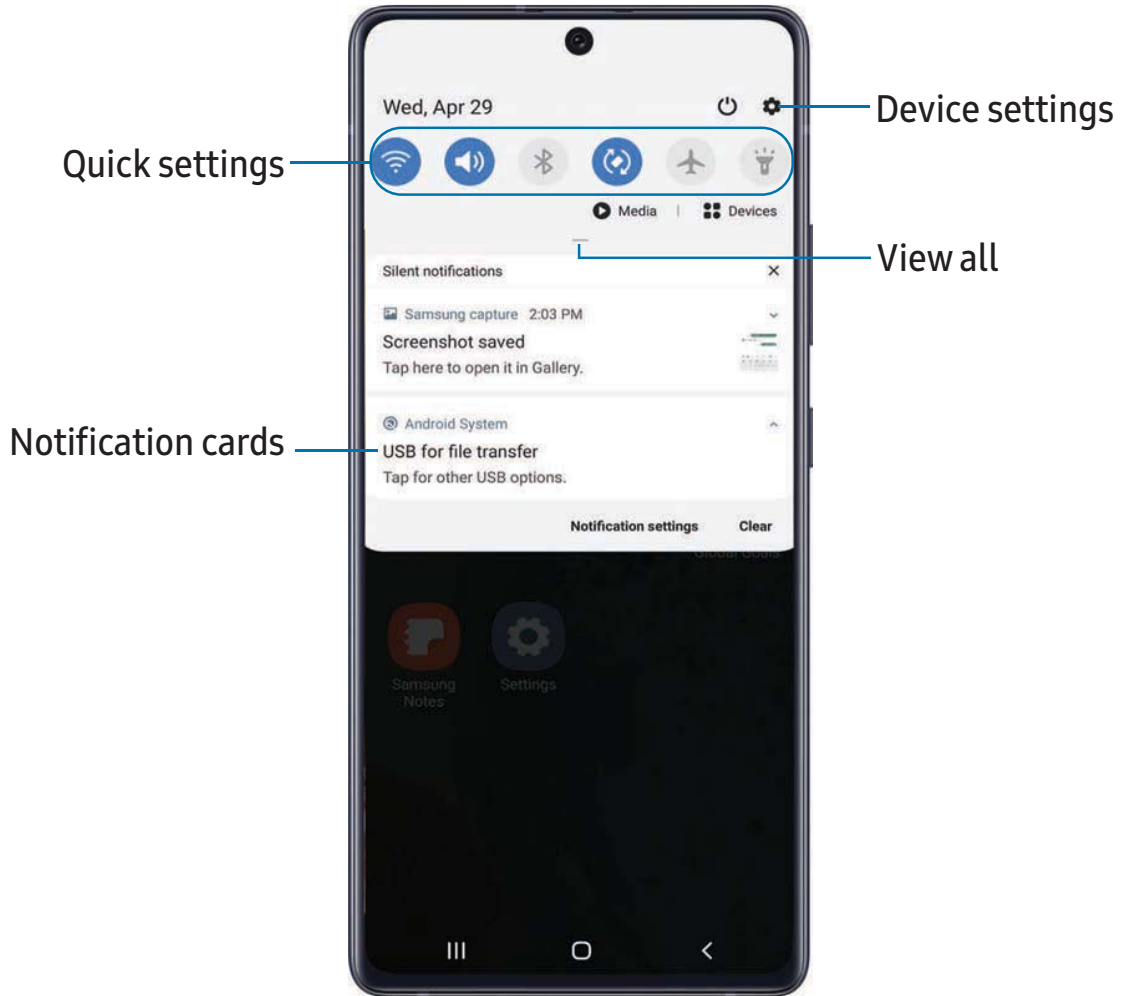 Wed, Apr 29
Device settings
Quick settings
Media | Devices
View all
Silent notifications
Samsung capture 2:03 PM
Screenshot saved
Tap here to open it in Gallery.
Android System
Notification cards
USB for file transfer
Tap for other USB options.
Notification settings Clear
Global Goals
Samsung Settings
Notes